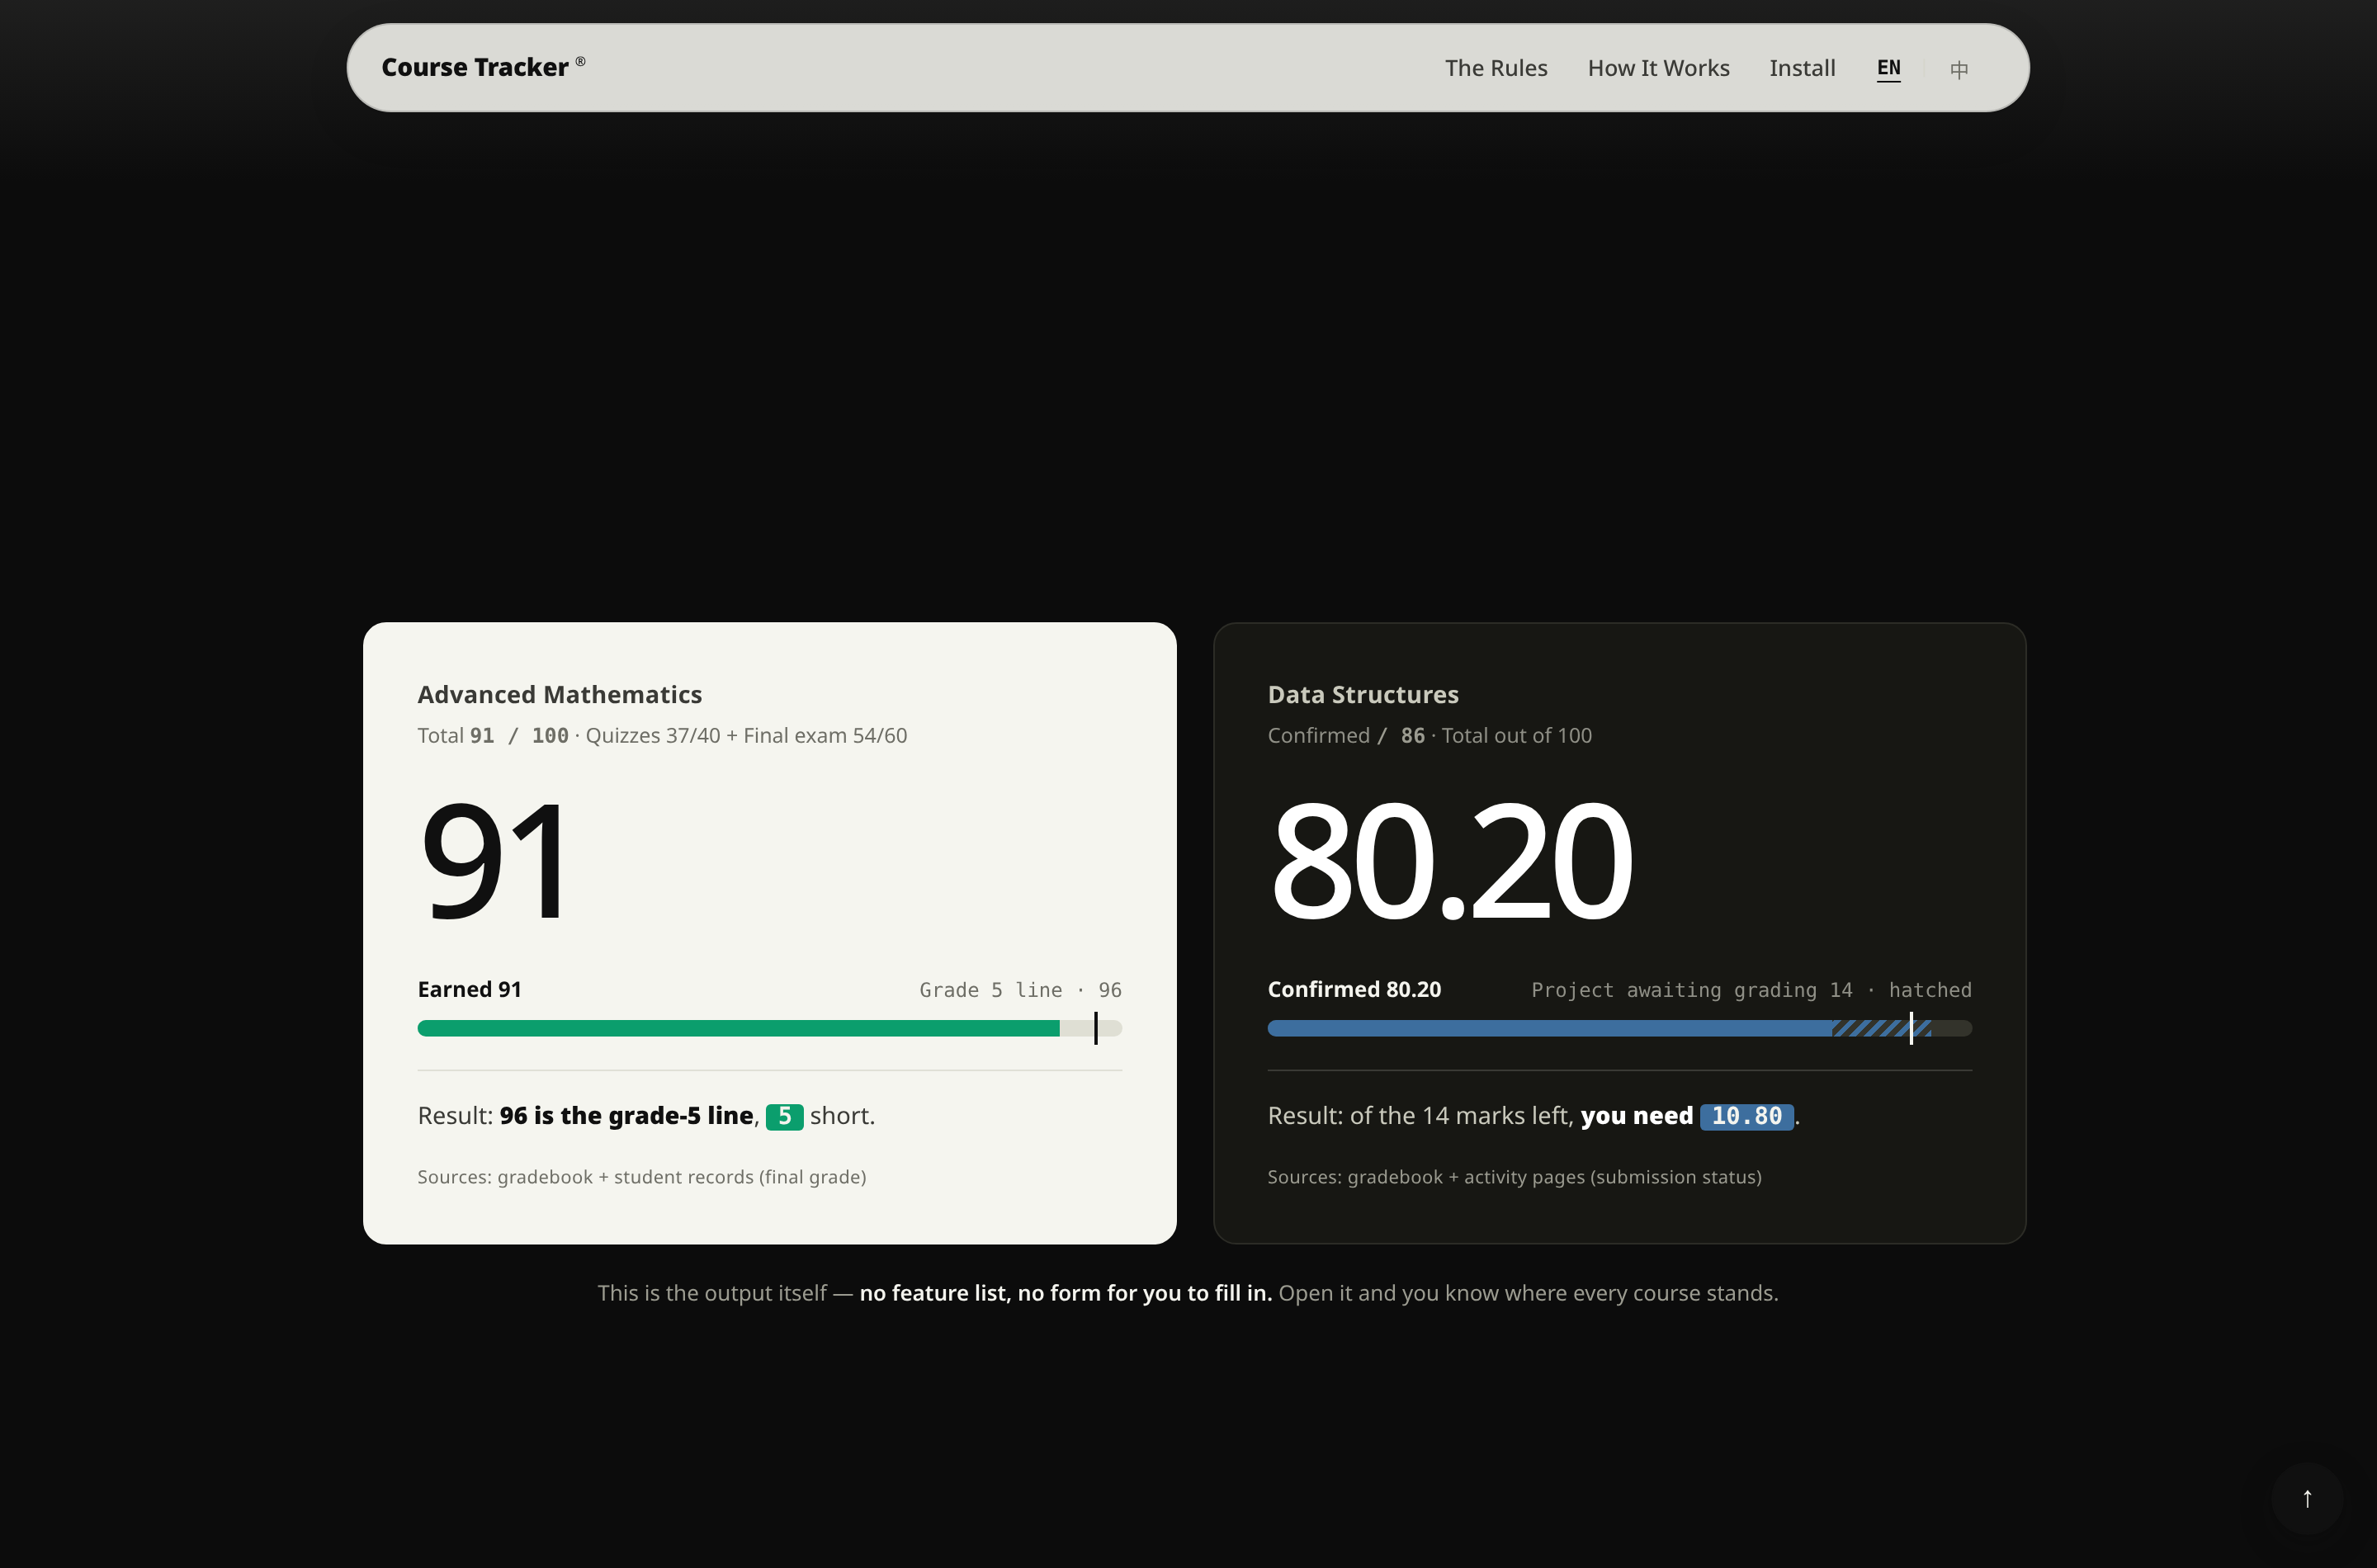 Course Tracker ®
The Rules How It Works Install EN 中
Advanced Mathematics
Total 91 / 100 · Quizzes 37/40 + Final exam 54/60
91
Earned 91 Grade 5 line · 96
Result: 96 is the grade-5 line, 5 short.
Sources: gradebook + student records (final grade)
Data Structures
Confirmed / 86 · Total out of 100
80.20
Confirmed 80.20 Project awaiting grading 14 · hatched
Result: of the 14 marks left, you need 10.80.
Sources: gradebook + activity pages (submission status)
This is the output itself — no feature list, no form for you to fill in. Open it and you know where every course stands.
↑